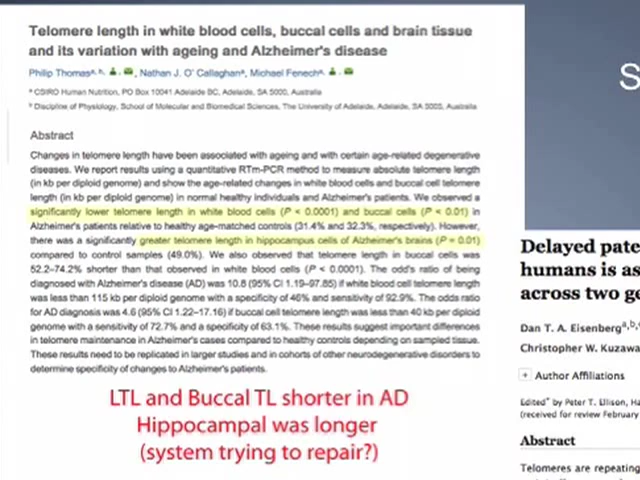 Telomere length in white blood cells, buccal cells and brain tissue
and its variation with ageing and Alzheimer's disease
Philip Thomasᵃ, ᵇ, , Nathan J. O' Callaghanᵃ, Michael Fenechᵃ,
ᵃ CSIRO Human Nutrition, PO Box 10041 Adelaide BC, Adelaide, SA 5000, Australia
ᵇ Discipline of Physiology, School of Molecular and Biomedical Sciences, The University of Adelaide, Adelaide, SA 5005, Australia
Abstract
Changes in telomere length have been associated with ageing and with certain age-related degenerative
diseases. We report results using a quantitative RTm-PCR method to measure absolute telomere length
(in kb per diploid genome) and show the age-related changes in white blood cells and buccal cell telomere
length in normal healthy individuals and Alzheimer's patients. We observed a
significantly lower telomere length in white blood cells (P < 0.0001) and buccal cells (P < 0.01) in
Alzheimer's patients relative to healthy age-matched controls (31.4% and 32.3%, respectively). However,
there was a significantly greater telomere length in hippocampus cells of Alzheimer's brains (P = 0.01)
compared to control samples (49.0%). We also observed that telomere length in buccal cells was
52.2–74.2% shorter than that observed in white blood cells (P < 0.0001). The odd's ratio of being
diagnosed with Alzheimer's disease (AD) was 10.8 (95% CI 1.19–97.85) if white blood cell telomere length
was less than 115 kb per diploid genome with a specificity of 46% and sensitivity of 92.9%. The odds ratio
for AD diagnosis was 4.6 (95% CI 1.22–17.16) if buccal cell telomere length was less than 40 kb per diploid
genome with a sensitivity of 72.7% and a specificity of 63.1%. These results suggest important differences
in telomere maintenance in Alzheimer's cases compared to healthy controls depending on sampled tissue.
These results need to be replicated in larger studies and in cohorts of other neurodegenerative disorders to
determine specificity of changes to Alzheimer's patients.
LTL and Buccal TL shorter in AD
Hippocampal was longer
(system trying to repair?)
S
Delayed pate
humans is as
across two ge
Dan T. A. Eisenbergᵃ,ᵇ,
Christopher W. Kuzawa
+ Author Affiliations
Edited* by Peter T. Ellison, Ha
(received for review February
Abstract
Telomeres are repeating